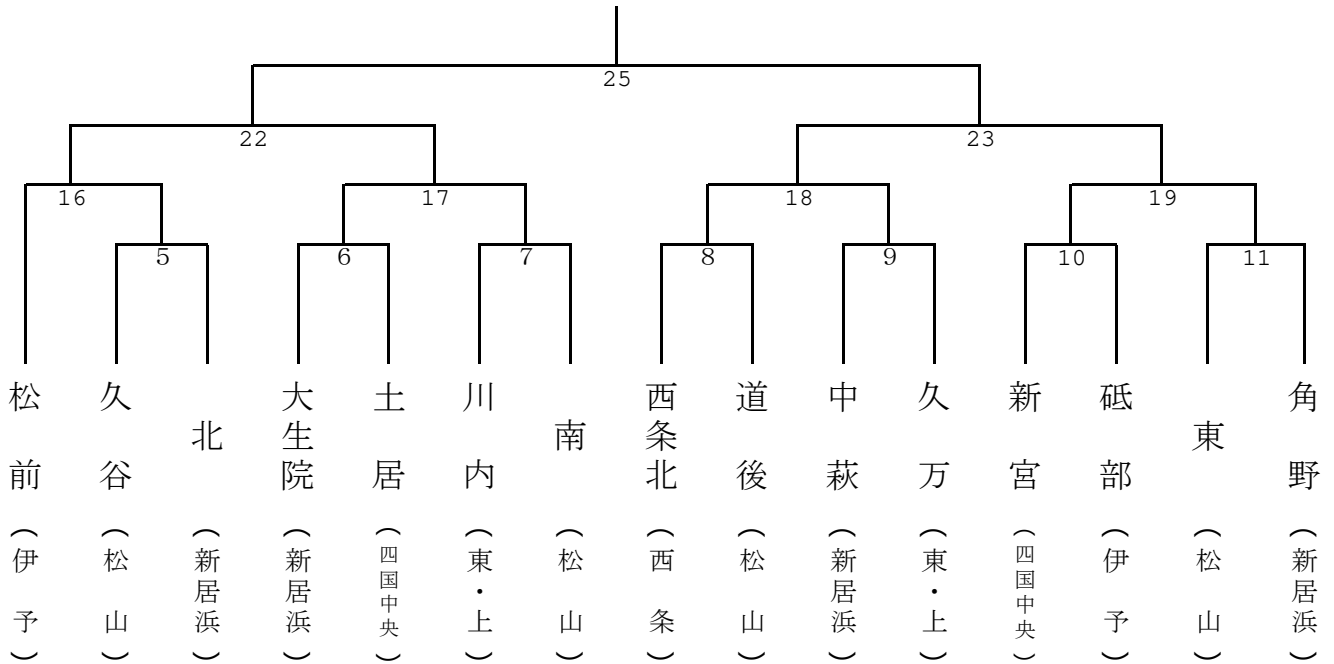 25
22
23
16
17
18
19
5
6
7
8
9
10
11
松前
久谷
北
大生院
土居
川内
南
西条北
道後
中萩
久万
新宮
砥部
東
角野
（伊予）
（松山）
（新居浜）
（新居浜）
（四国中央）
（東・上）
（松山）
（西条）
（松山）
（新居浜）
（東・上）
（四国中央）
（伊予）
（松山）
（新居浜）